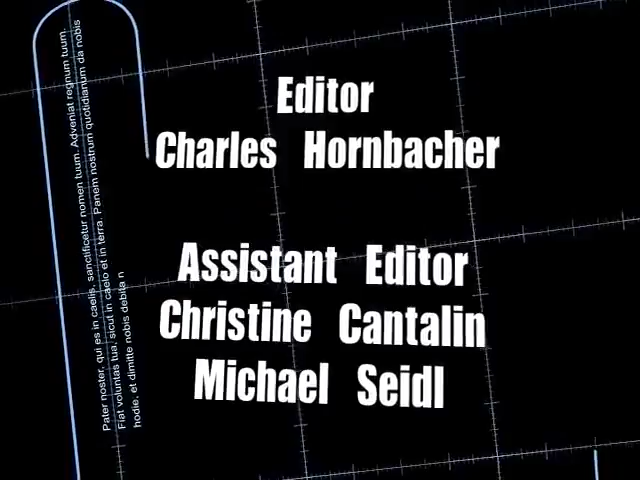 Editor
Charles Hornbacher
Assistant Editor
Christine Cantalin
Michael Seidl
Pater noster, qui es in caelis, sanctificetur nomen tuum. Adveniat regnum tuum.
Fiat voluntas tua, sicut in caelo et in terra. Panem nostrum quotidianum da nobis
hodie, et dimitte nobis debita n